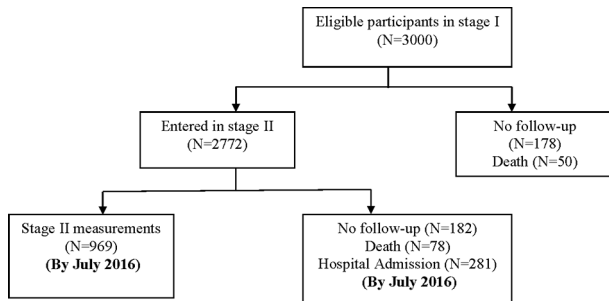 Eligible participants in stage I
(N=3000)
Entered in stage II
(N=2772)
No follow-up
(N=178)
Death (N=50)
Stage II measurements
(N=969)
(By July 2016)
No follow-up (N=182)
Death (N=78)
Hospital Admission (N=281)
(By July 2016)